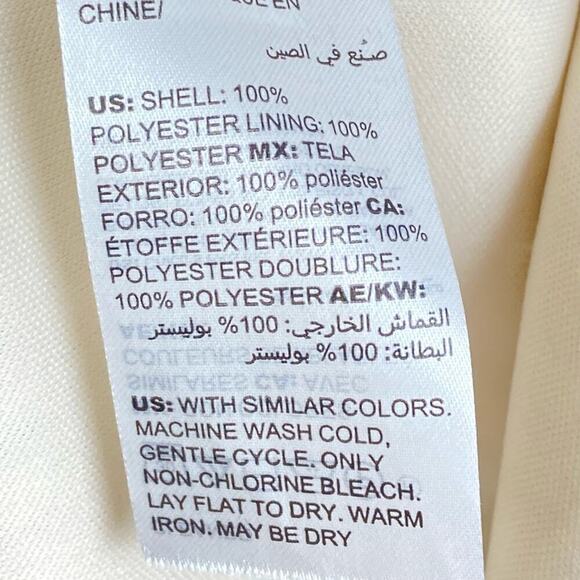 CHINE/
EN
صنع في الصين
US: SHELL: 100%
POLYESTER LINING: 100%
POLYESTER MX: TELA
EXTERIOR: 100% poliéster
FORRO: 100% poliéster CA:
ÉTOFFE EXTÉRIEURE: 100%
POLYESTER DOUBLURE:
100% POLYESTER AE/KW:
القماش الخارجي: 100% بوليستر
البطانة: 100% بوليستر
US: WITH SIMILAR COLORS.
MACHINE WASH COLD,
GENTLE CYCLE. ONLY
NON-CHLORINE BLEACH.
LAY FLAT TO DRY. WARM
IRON. MAY BE DRY